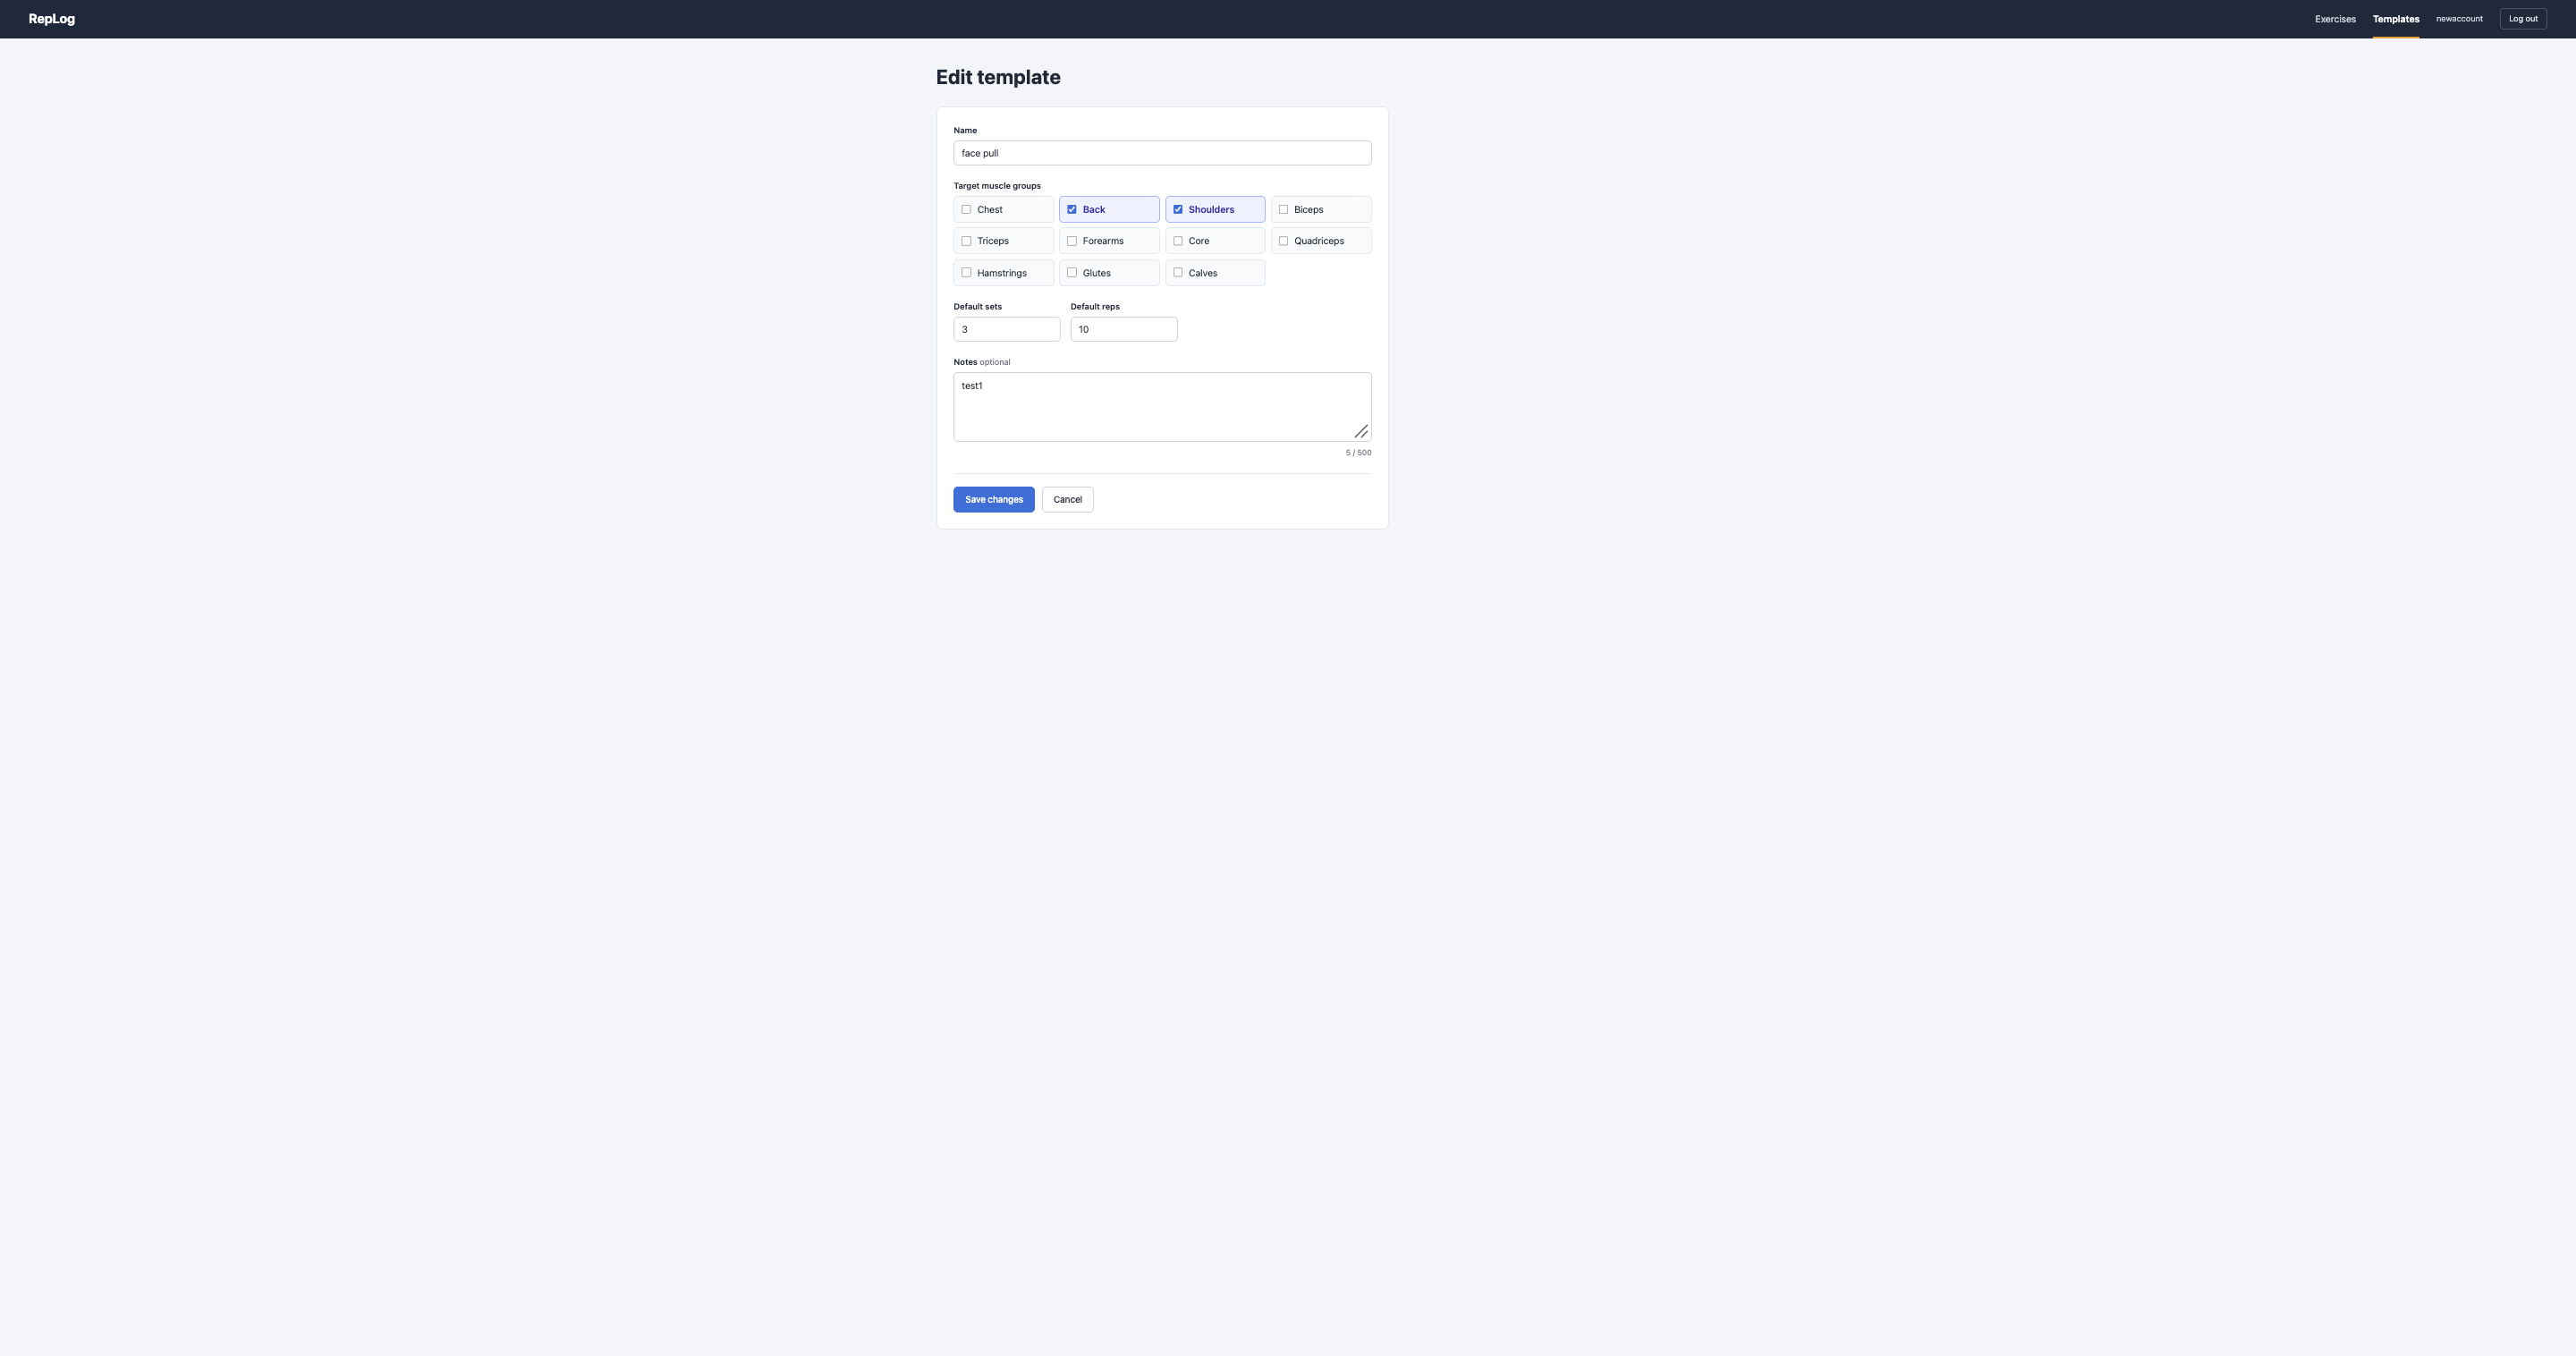 RepLog
Exercises Templates newaccount Log out
Edit template
Name
face pull
Target muscle groups
Chest Back Shoulders Biceps
Triceps Forearms Core Quadriceps
Hamstrings Glutes Calves
Default sets Default reps
3 10
Notes optional
test1
5 / 500
Save changes Cancel